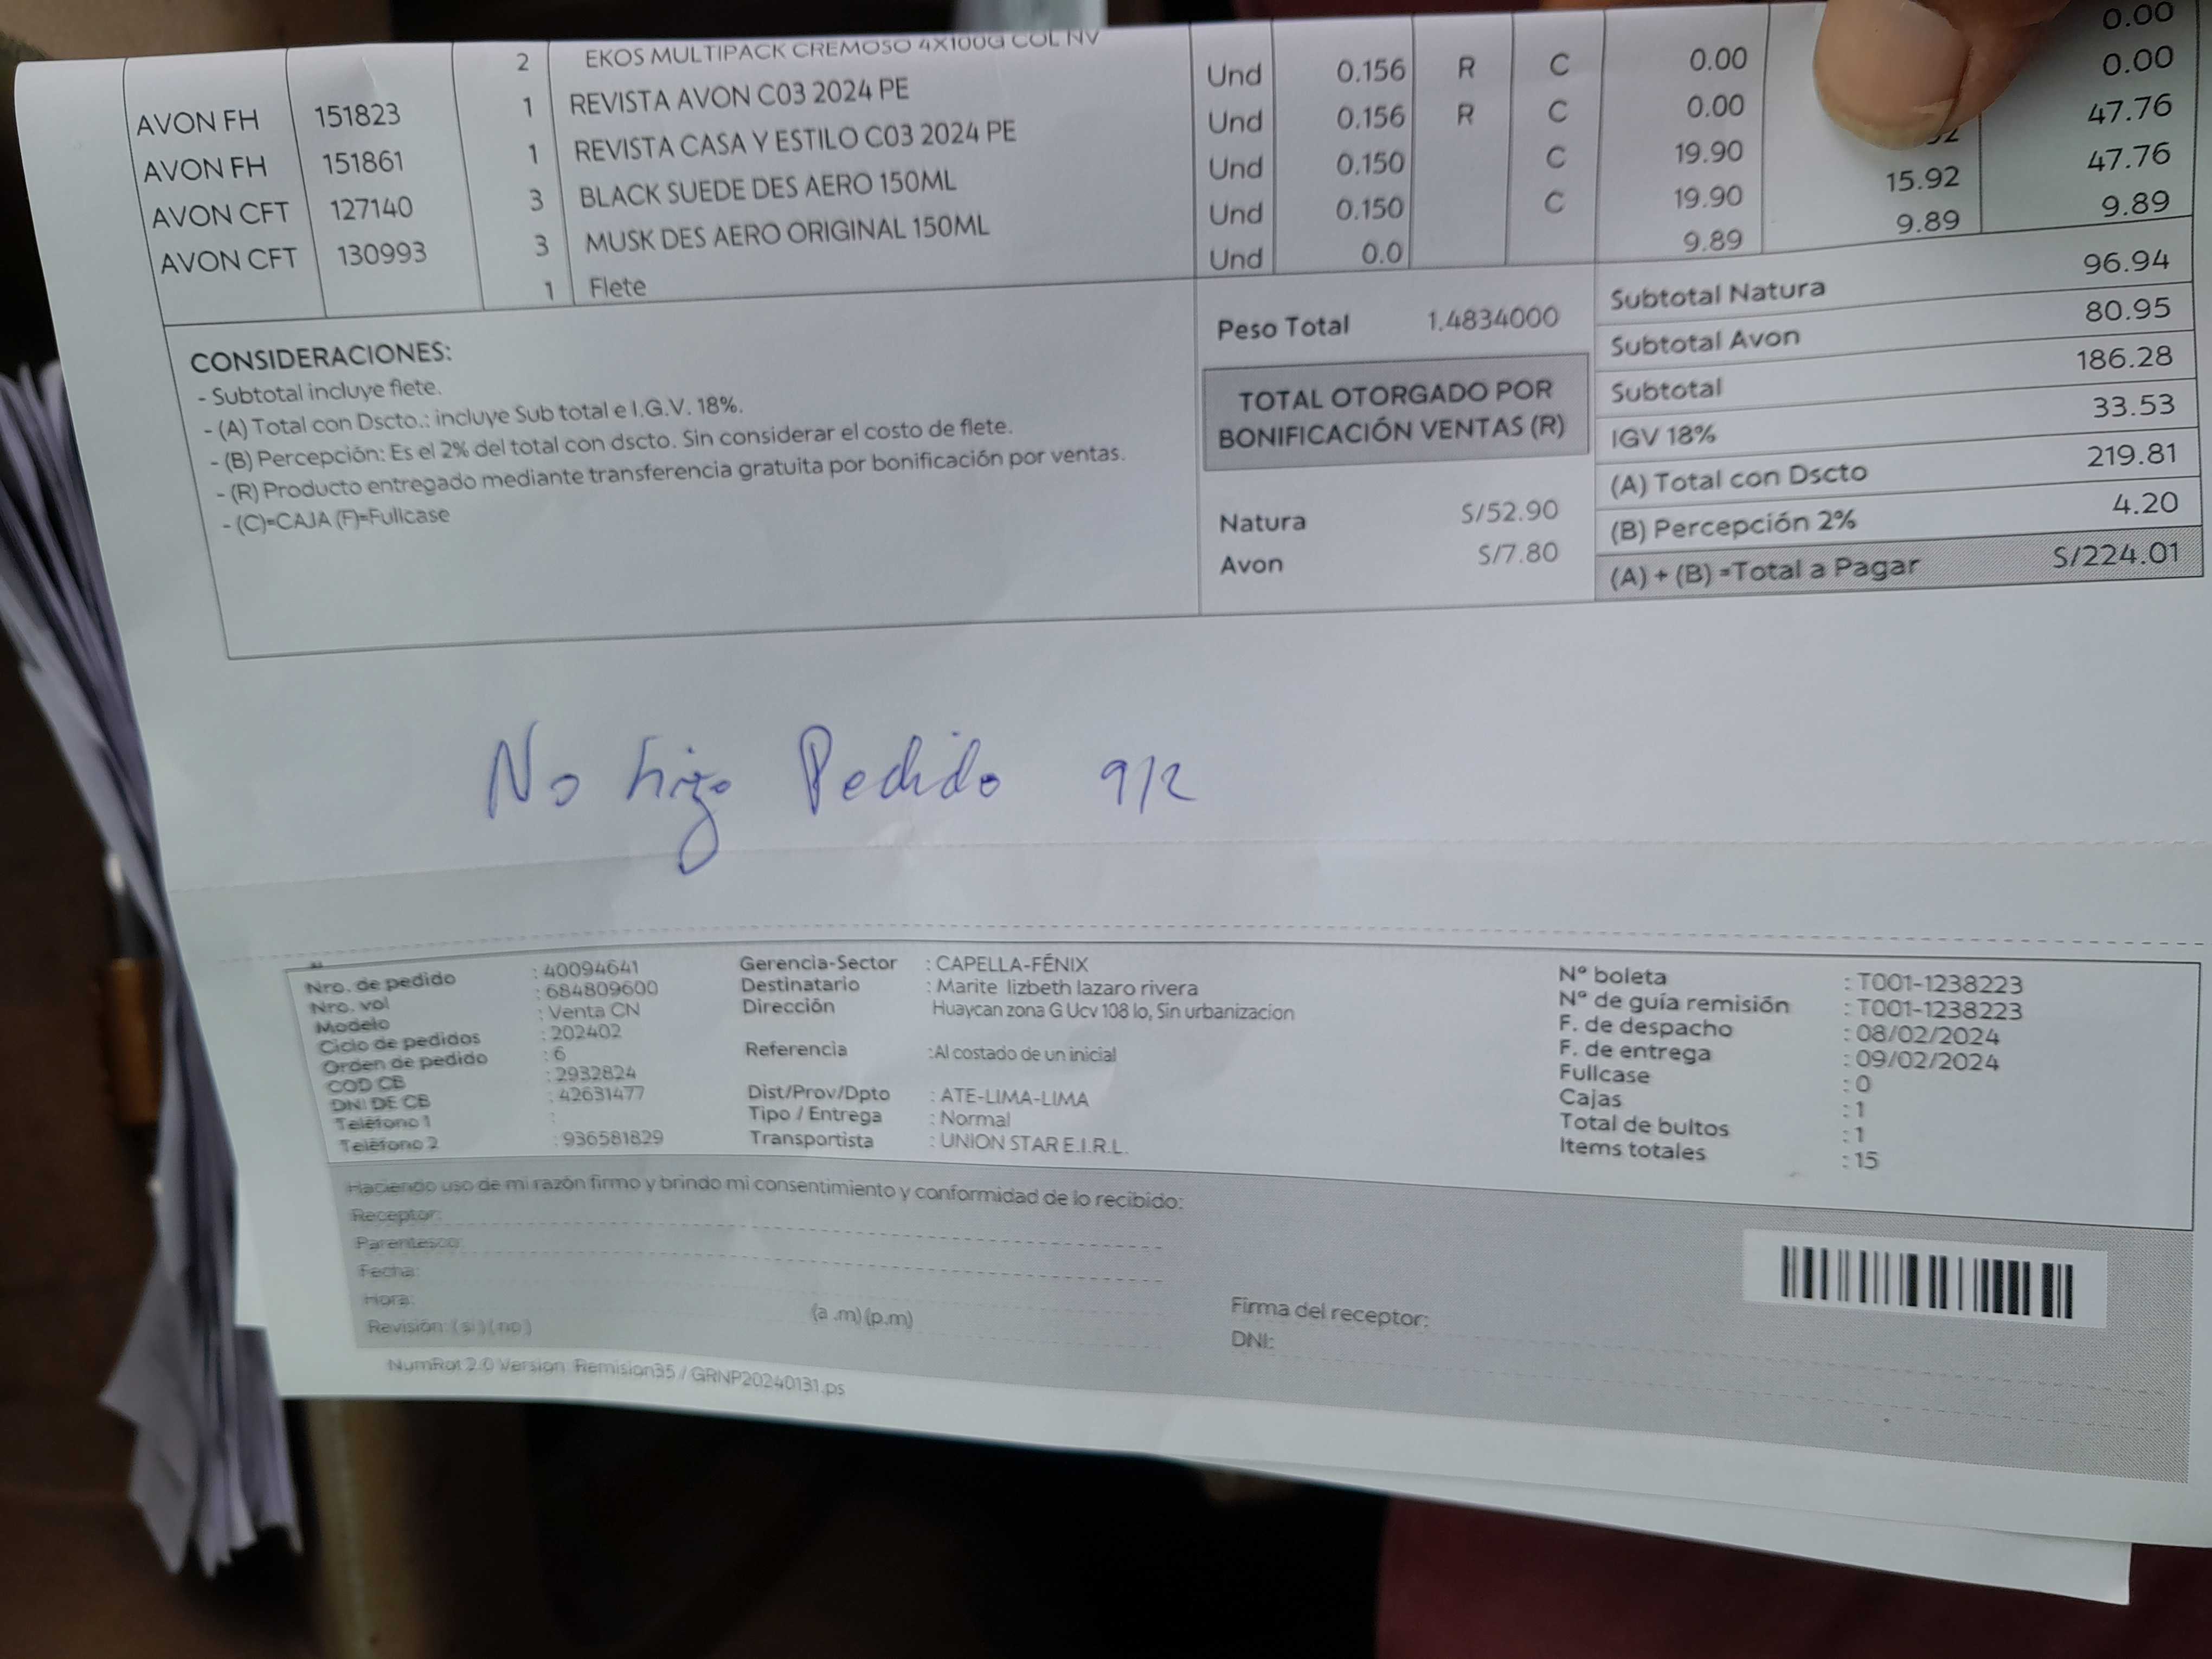 2 EKOS MULTIPACK CREMOSO 4X100G COL NV 0.00
AVON FH 151823 1 REVISTA AVON C03 2024 PE Und 0.156 R C 0.00 0.00
AVON FH 151861 1 REVISTA CASA Y ESTILO C03 2024 PE Und 0.156 R C 0.00 47.76
AVON CFT 127140 3 BLACK SUEDE DES AERO 150ML Und 0.150 C 19.90 15.92 47.76
AVON CFT 130993 3 MUSK DES AERO ORIGINAL 150ML Und 0.150 C 19.90 9.89 9.89
1 Flete Und 0.0 9.89
CONSIDERACIONES:
- Subtotal incluye flete.
- (A) Total con Dscto.: incluye Sub total e I.G.V. 18%.
- (B) Percepción: Es el 2% del total con dscto. Sin considerar el costo de flete.
- (R) Producto entregado mediante transferencia gratuita por bonificación por ventas.
- (C)=CAJA (F)=Fullcase
Peso Total 1.4834000
TOTAL OTORGADO POR
BONIFICACIÓN VENTAS (R)
Natura S/52.90
Avon S/7.80
Subtotal Natura 96.94
Subtotal Avon 80.95
Subtotal 186.28
IGV 18% 33.53
(A) Total con Dscto 219.81
(B) Percepción 2% 4.20
(A) + (B) =Total a Pagar S/224.01
No hizo Pedido 9/2
Nro. de pedido : 40094641
Nro. vol : 684809600
Modelo : Venta CN
Ciclo de pedidos : 202402
Orden de pedido : 6
COD CB : 2932824
DNI DE CB : 42631477
Teléfono 1 :
Teléfono 2 : 936581829
Gerencia-Sector : CAPELLA-FÉNIX
Destinatario : Marite lizbeth lazaro rivera
Dirección Huaycan zona G Ucv 108 lo, Sin urbanizacion
Referencia :Al costado de un inicial
Dist/Prov/Dpto : ATE-LIMA-LIMA
Tipo / Entrega : Normal
Transportista : UNION STAR E.I.R.L.
N° boleta : T001-1238223
N° de guía remisión : T001-1238223
F. de despacho : 08/02/2024
F. de entrega : 09/02/2024
Fullcase : 0
Cajas : 1
Total de bultos : 1
Items totales : 15
Haciendo uso de mi razón firmo y brindo mi consentimiento y conformidad de lo recibido:
Receptor:
Parentesco:
Fecha:
Hora: (a .m) (p.m)
Revisión: ( si ) ( no )
Firma del receptor:
DNI:
NumRot 2.0 Version: Remision35 / GRNP20240131.ps